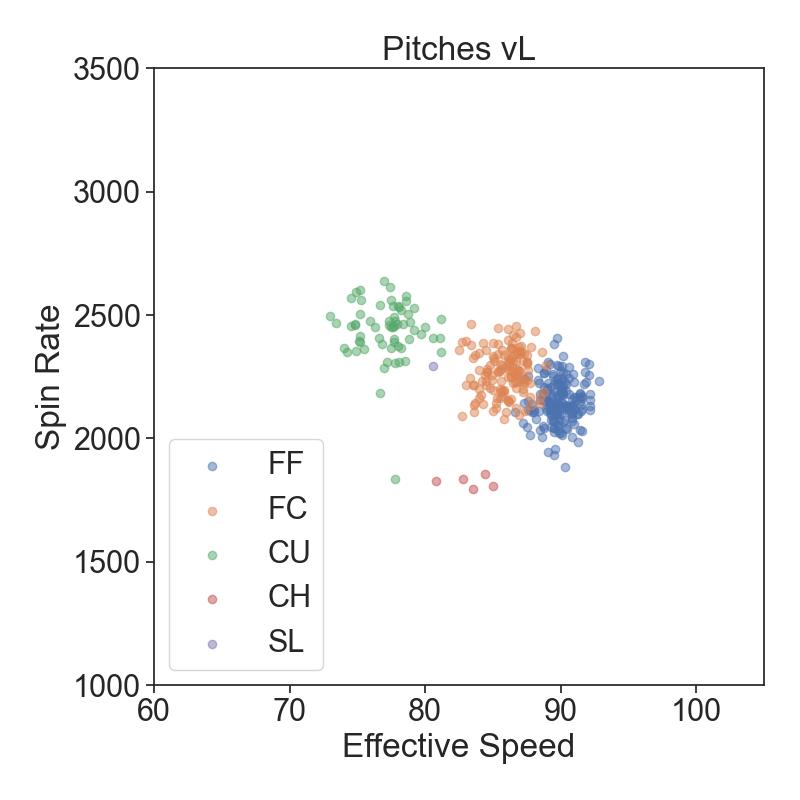 Pitches vL
3500
3000
2500
2000
1500
1000
Spin Rate
FF
FC
CU
CH
SL
60 70 80 90 100
Effective Speed